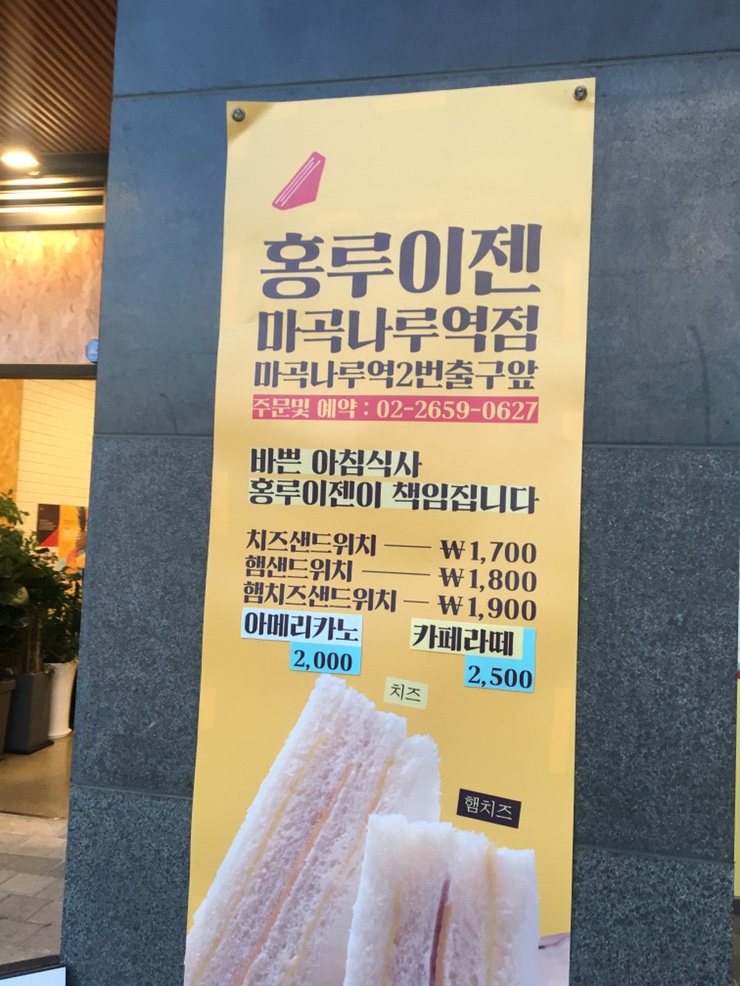 홍루이젠
마곡나루역점
마곡나루역2번출구앞
주문및 예약 : 02-2659-0627
바쁜 아침식사
홍루이젠이 책임집니다
치즈샌드위치 — ₩1,700
햄샌드위치 — ₩1,800
햄치즈샌드위치 — ₩1,900
아메리카노 카페라떼
2,000 2,500
치즈
햄치즈